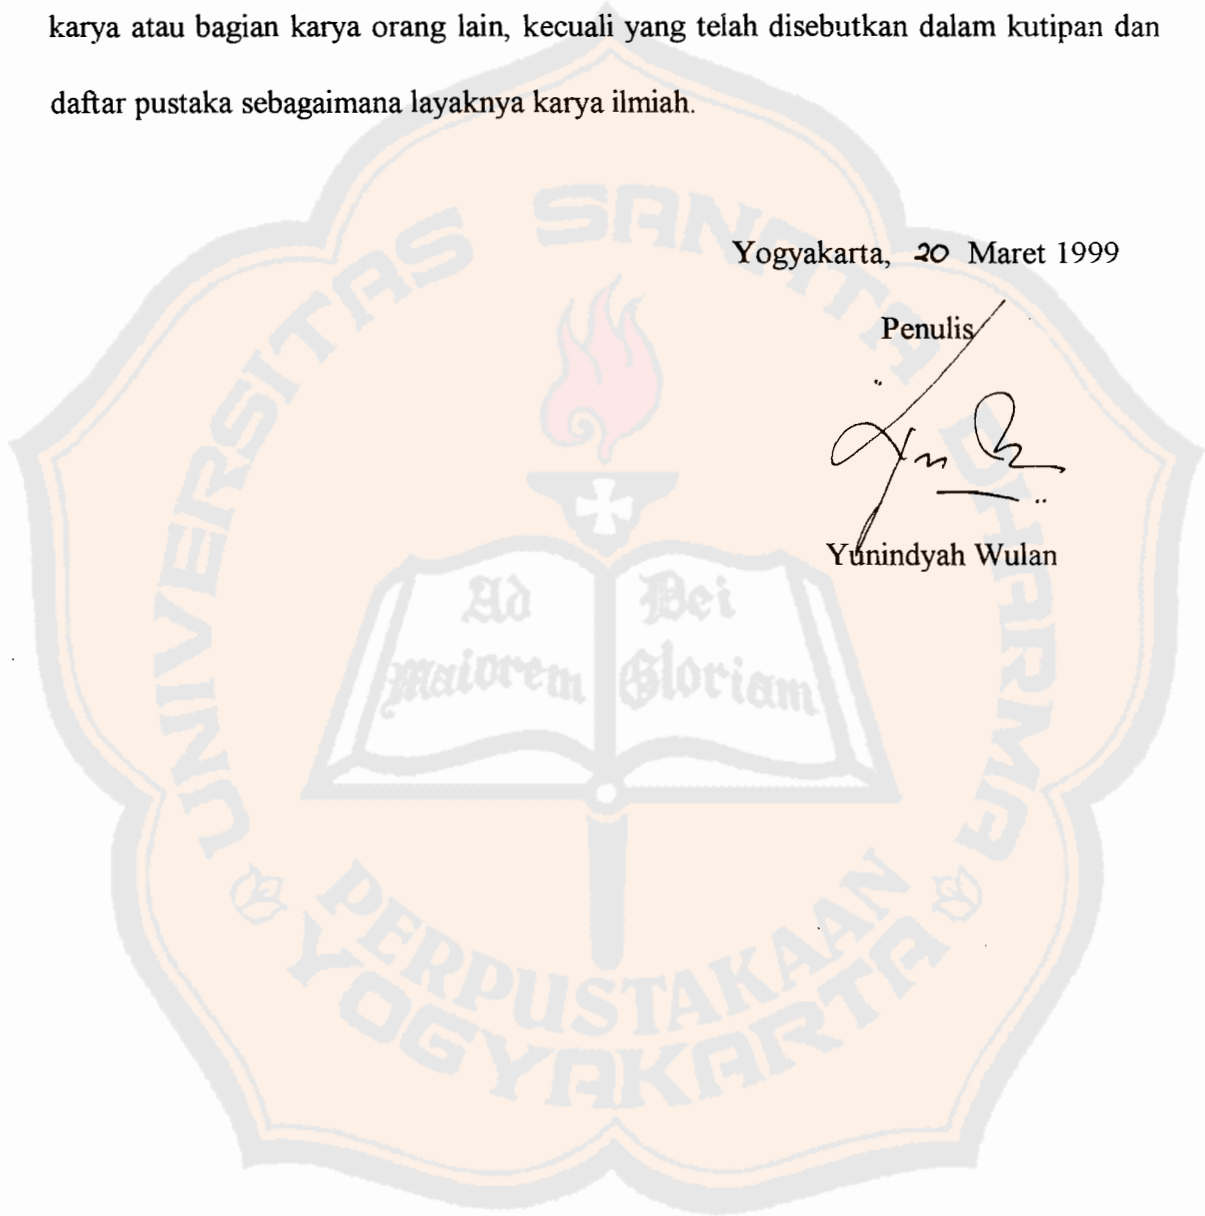 karya atau bagian karya orang lain, kecuali yang telah disebutkan dalam kutipan dan
daftar pustaka sebagaimana layaknya karya ilmiah.
Yogyakarta, 20 Maret 1999
Penulis
Yunindyah Wulan
UNIVERSITAS SANATA DHARMA
Ad Dei
maiorem Gloriam
PERPUSTAKAAN
YOGYAKARTA